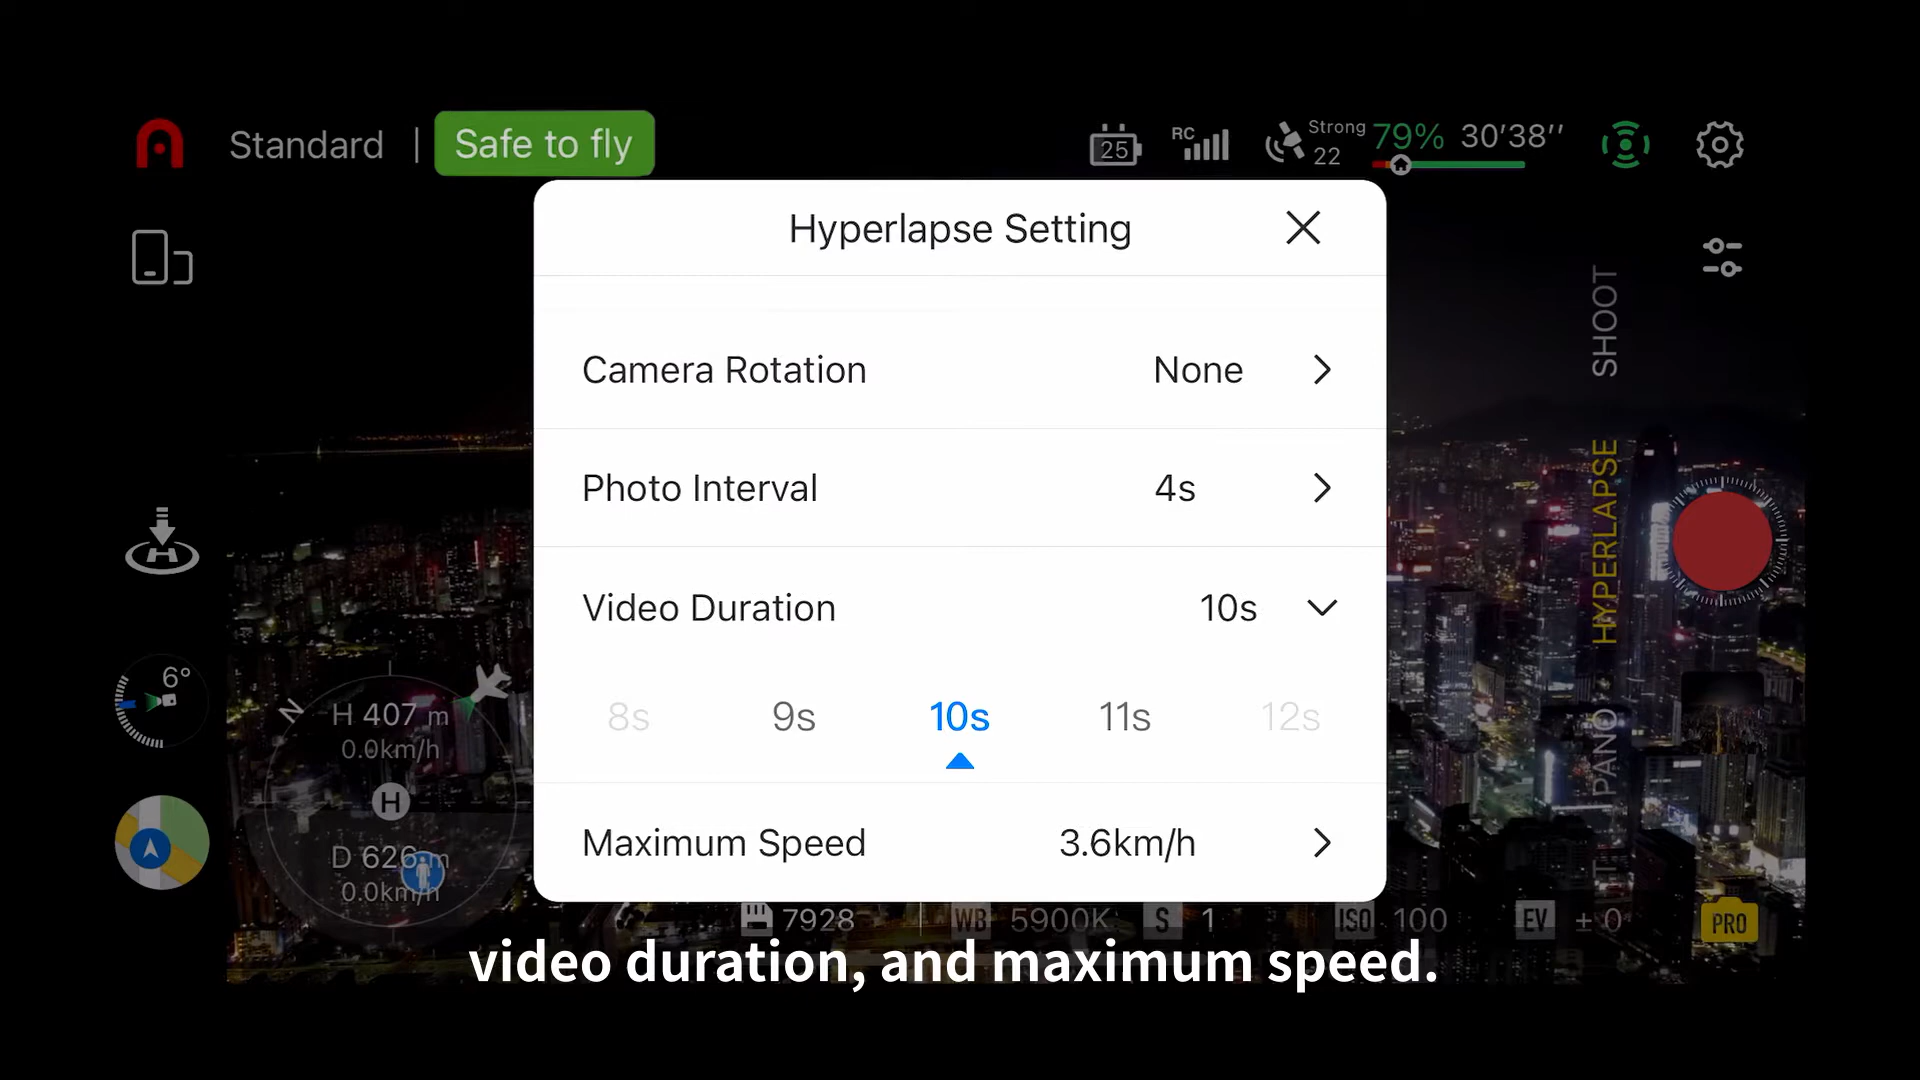 Standard | Safe to fly
25
RC
Strong
22
79%
30'38''
Hyperlapse Setting
Camera Rotation None
Photo Interval 4s
Video Duration 10s
8s 9s 10s 11s 12s
Maximum Speed 3.6km/h
SHOOT
HYPERLAPSE
PANO
6°
N
H 407 m
0.0km/h
H
D 626 m
0.0km/h
7928 | WB 5900K S 1 ISO 100 EV ± 0 PRO
video duration, and maximum speed.